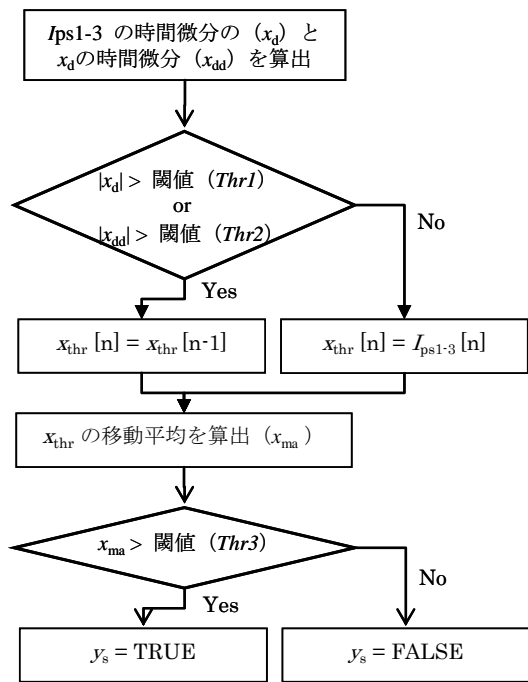 Ips1-3 の時間微分の（xd）と
xdの時間微分（xdd）を算出
|xd| > 閾値（Thr1）
or
|xdd| > 閾値（Thr2）
No
Yes
xthr [n] = xthr [n-1]
xthr [n] = Ips1-3 [n]
xthr の移動平均を算出（xma）
xma > 閾値（Thr3）
No
Yes
ys = TRUE
ys = FALSE